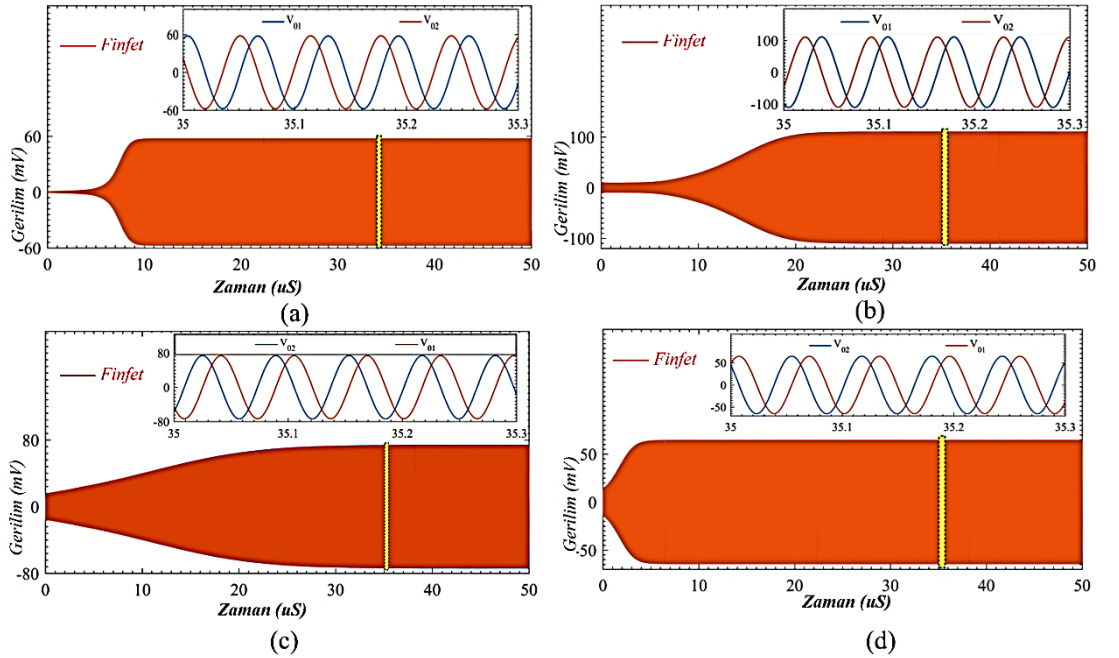 Finfet
V01 V02
60
0
-60
35 35.1 35.2 35.3
Gerilim (mV)
60
0
-60
0 10 20 30 40 50
Zaman (uS)
(a)
Finfet
V01 V02
100
0
-100
35 35.1 35.2 35.3
Gerilim (mV)
100
50
0
-50
-100
0 10 20 30 40 50
Zaman (uS)
(b)
Finfet
V02 V01
80
0
-80
35 35.1 35.2 35.3
Gerilim (mV)
80
0
-80
0 10 20 30 40 50
Zaman (uS)
(c)
Finfet
V02 V01
50
0
-50
35 35.1 35.2 35.3
Gerilim (mV)
50
0
-50
0 10 20 30 40 50
Zaman (uS)
(d)